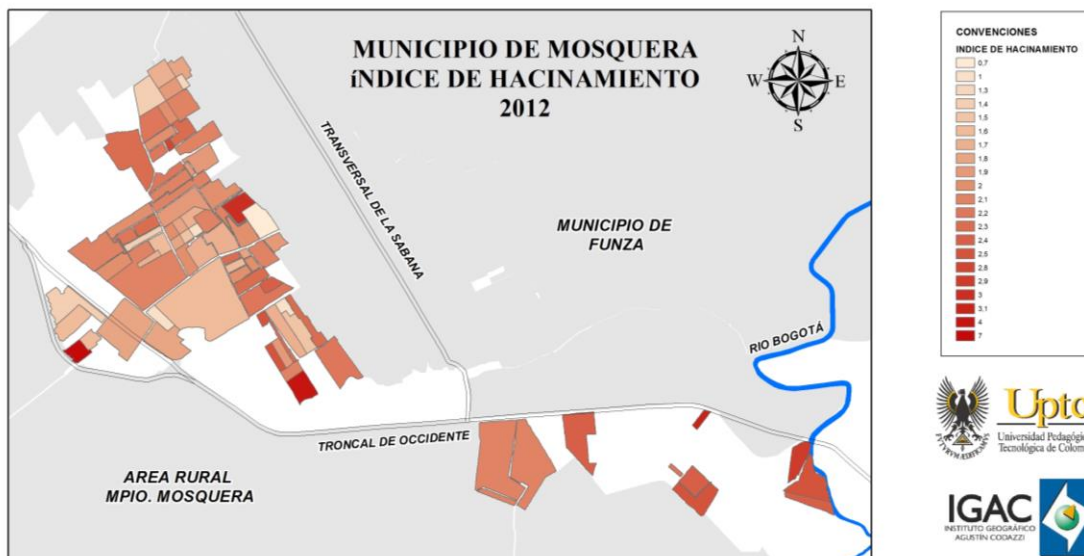 MUNICIPIO DE MOSQUERA
íNDICE DE HACINAMIENTO
2012
N
W
E
S
TRANSVERSAL DE LA SABANA
MUNICIPIO DE
FUNZA
RIO BOGOTÁ
TRONCAL DE OCCIDENTE
AREA RURAL
MPIO. MOSQUERA
CONVENCIONES
INDICE DE HACINAMIENTO
0,7
1
1,3
1,4
1,5
1,6
1,7
1,8
1,9
2
2,1
2,2
2,3
2,4
2,5
2,8
2,9
3
3,1
4
7
Uptc
Universidad Pedagógic
Tecnológica de Colom
IGAC
INSTITUTO GEOGRÁFICO
AGUSTÍN CODAZZI